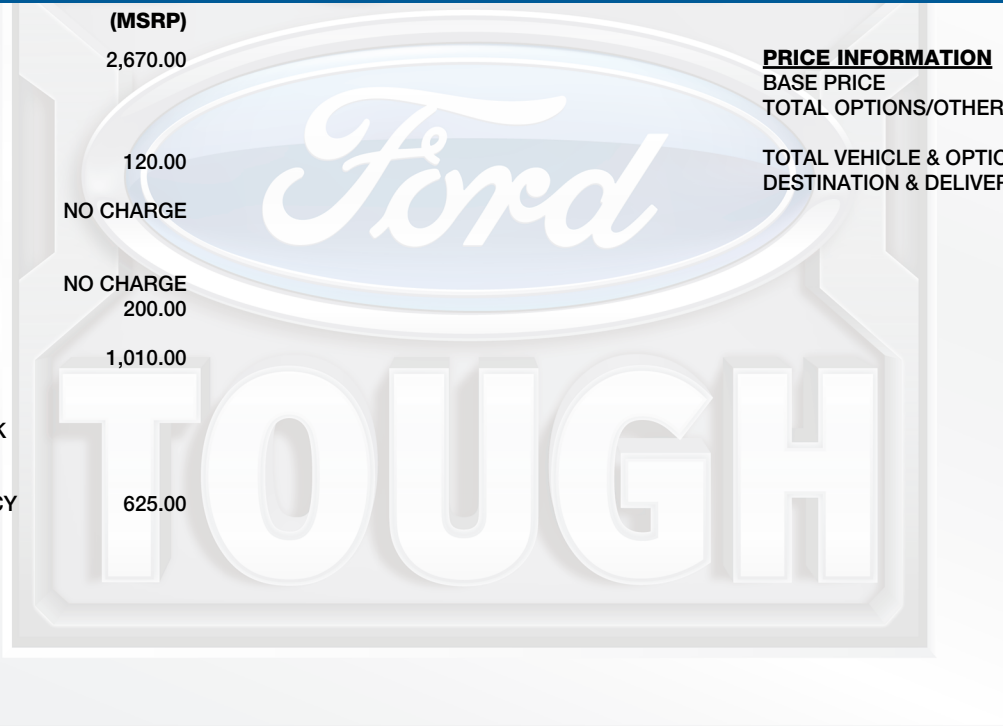 (MSRP)
2,670.00
120.00
NO CHARGE
NO CHARGE
200.00
1,010.00
K
CY 625.00
PRICE INFORMATION
BASE PRICE
TOTAL OPTIONS/OTHER
TOTAL VEHICLE & OPTIO
DESTINATION & DELIVER
Ford
TOUGH